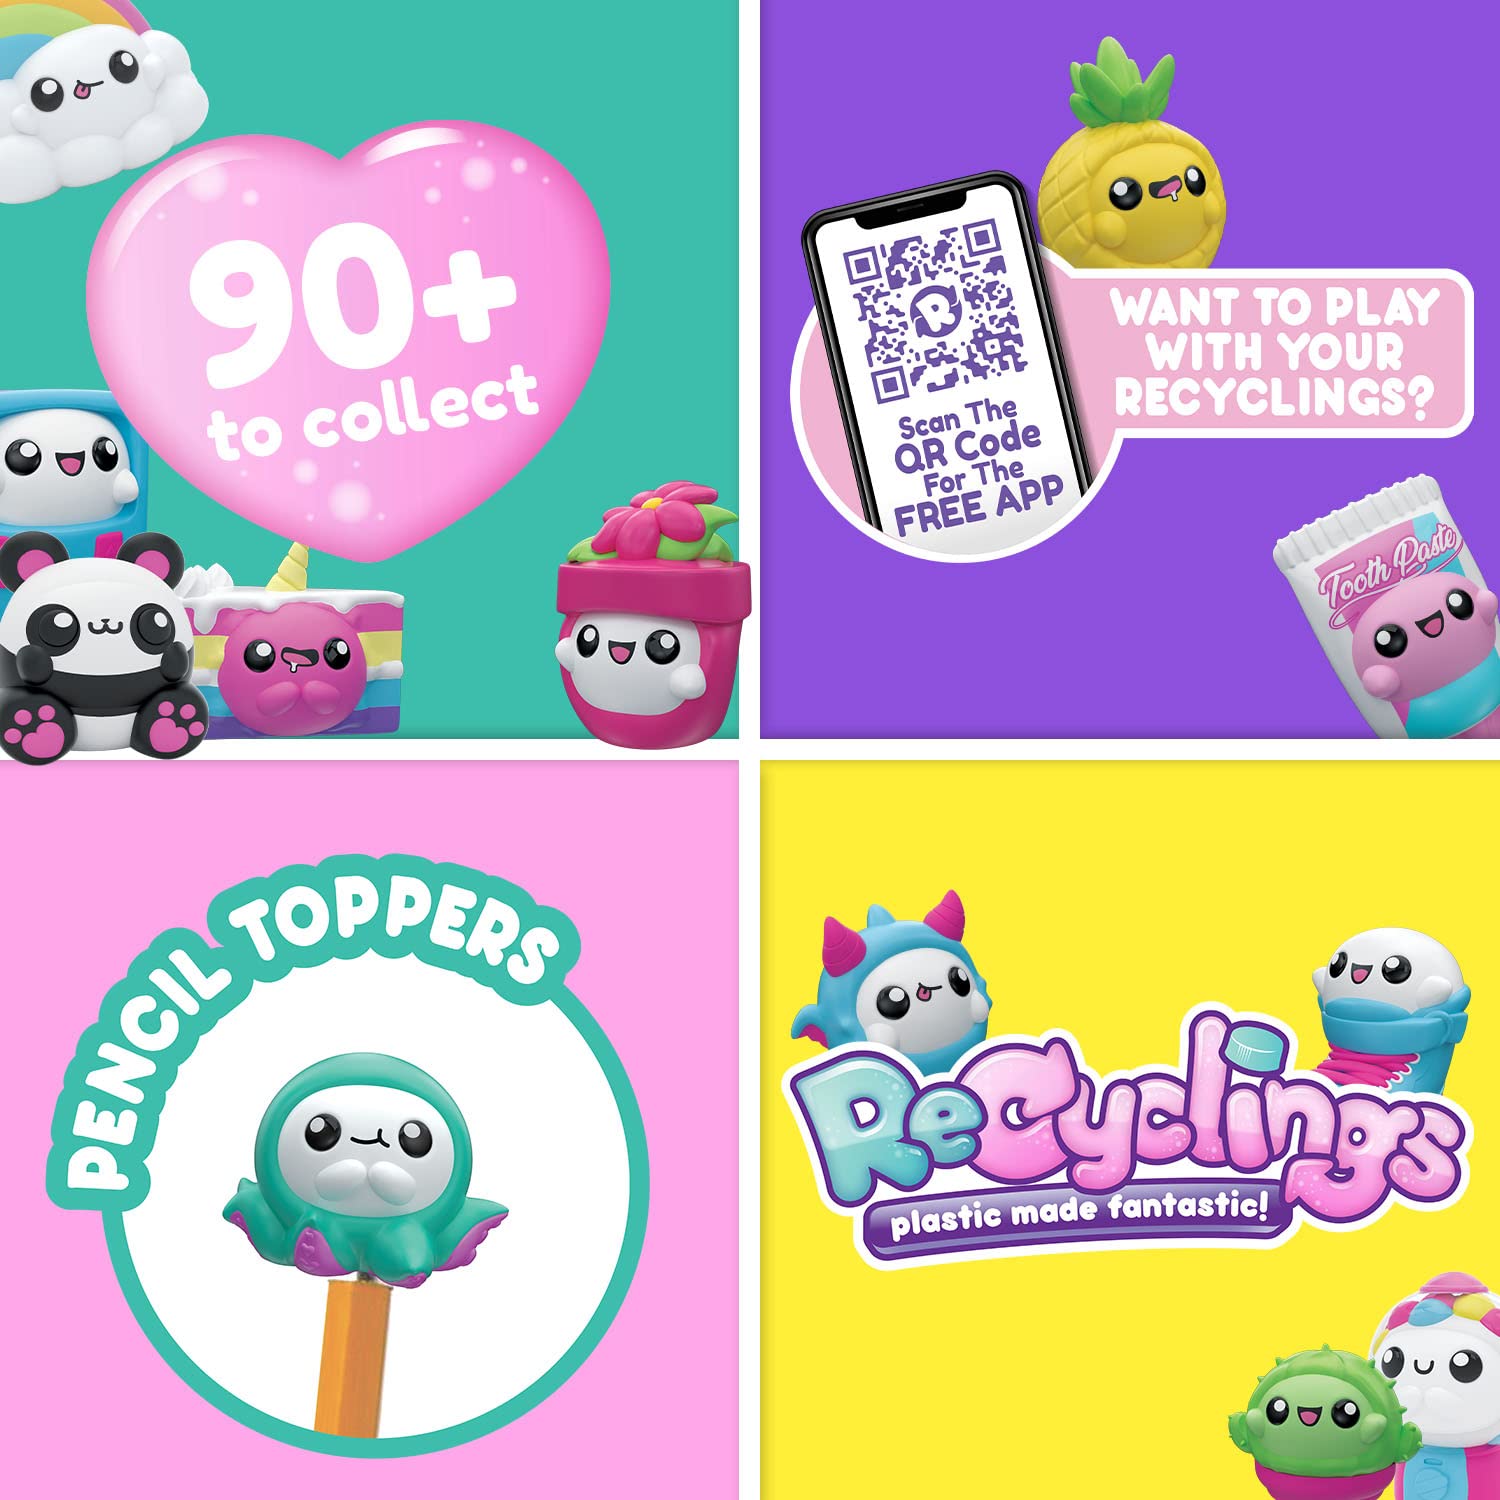 90+
to collect
WANT TO PLAY
WITH YOUR
RECYCLINGS?
R
Scan The
QR Code
For The
FREE APP
Tooth Paste
PENCIL TOPPERS
ReCyclings
plastic made fantastic!